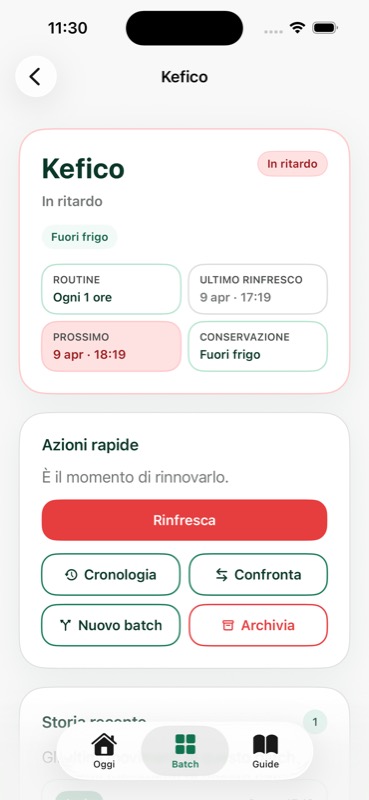 11:30
Kefico
Kefico
In ritardo
In ritardo
Fuori frigo
ROUTINE
Ogni 1 ore
ULTIMO RINFRESCO
9 apr · 17:19
PROSSIMO
9 apr · 18:19
CONSERVAZIONE
Fuori frigo
Azioni rapide
È il momento di rinnovarlo.
Rinfresca
Cronologia
Confronta
Nuovo batch
Archivia
Storia recente
1
Oggi
Batch
Guide